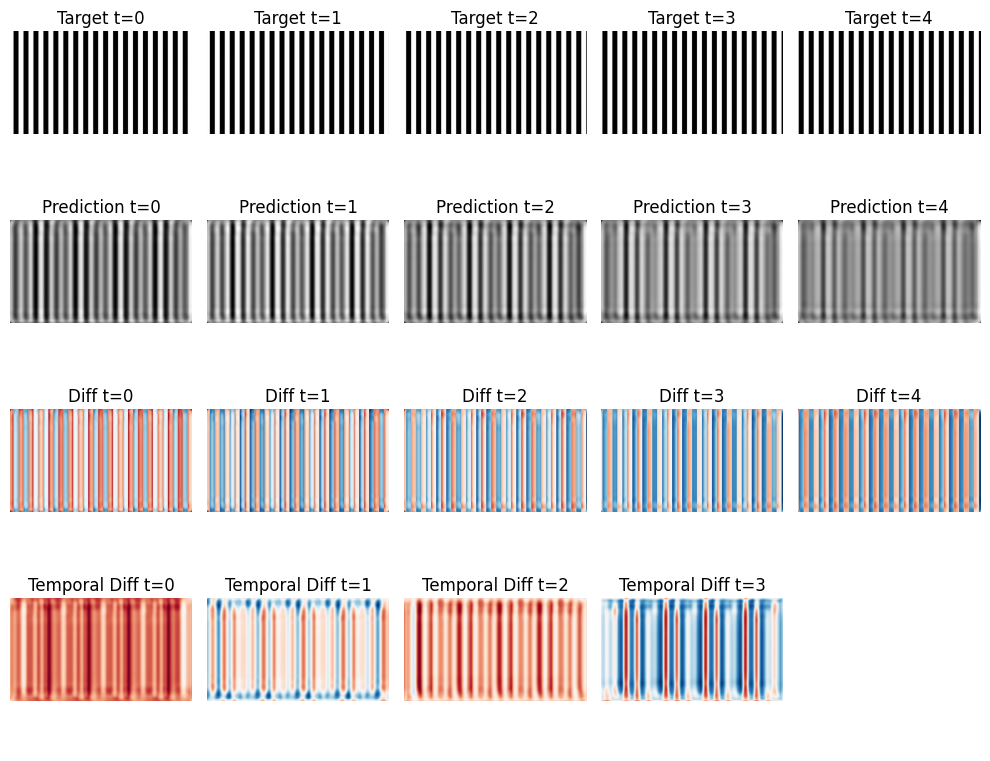 Target t=0 Target t=1 Target t=2 Target t=3 Target t=4
Prediction t=0 Prediction t=1 Prediction t=2 Prediction t=3 Prediction t=4
Diff t=0 Diff t=1 Diff t=2 Diff t=3 Diff t=4
Temporal Diff t=0 Temporal Diff t=1 Temporal Diff t=2 Temporal Diff t=3